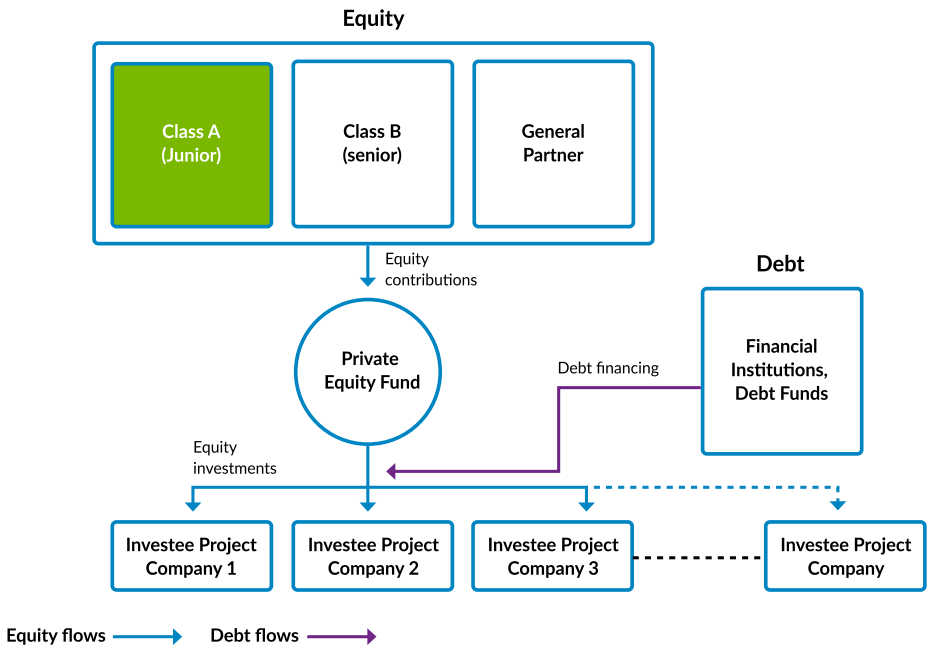 Equity
Class A
(Junior)
Class B
(senior)
General
Partner
Equity
contributions
Debt
Financial
Institutions,
Debt Funds
Private
Equity Fund
Debt financing
Equity
investments
Investee Project
Company 1
Investee Project
Company 2
Investee Project
Company 3
Investee Project
Company
Equity flows
Debt flows